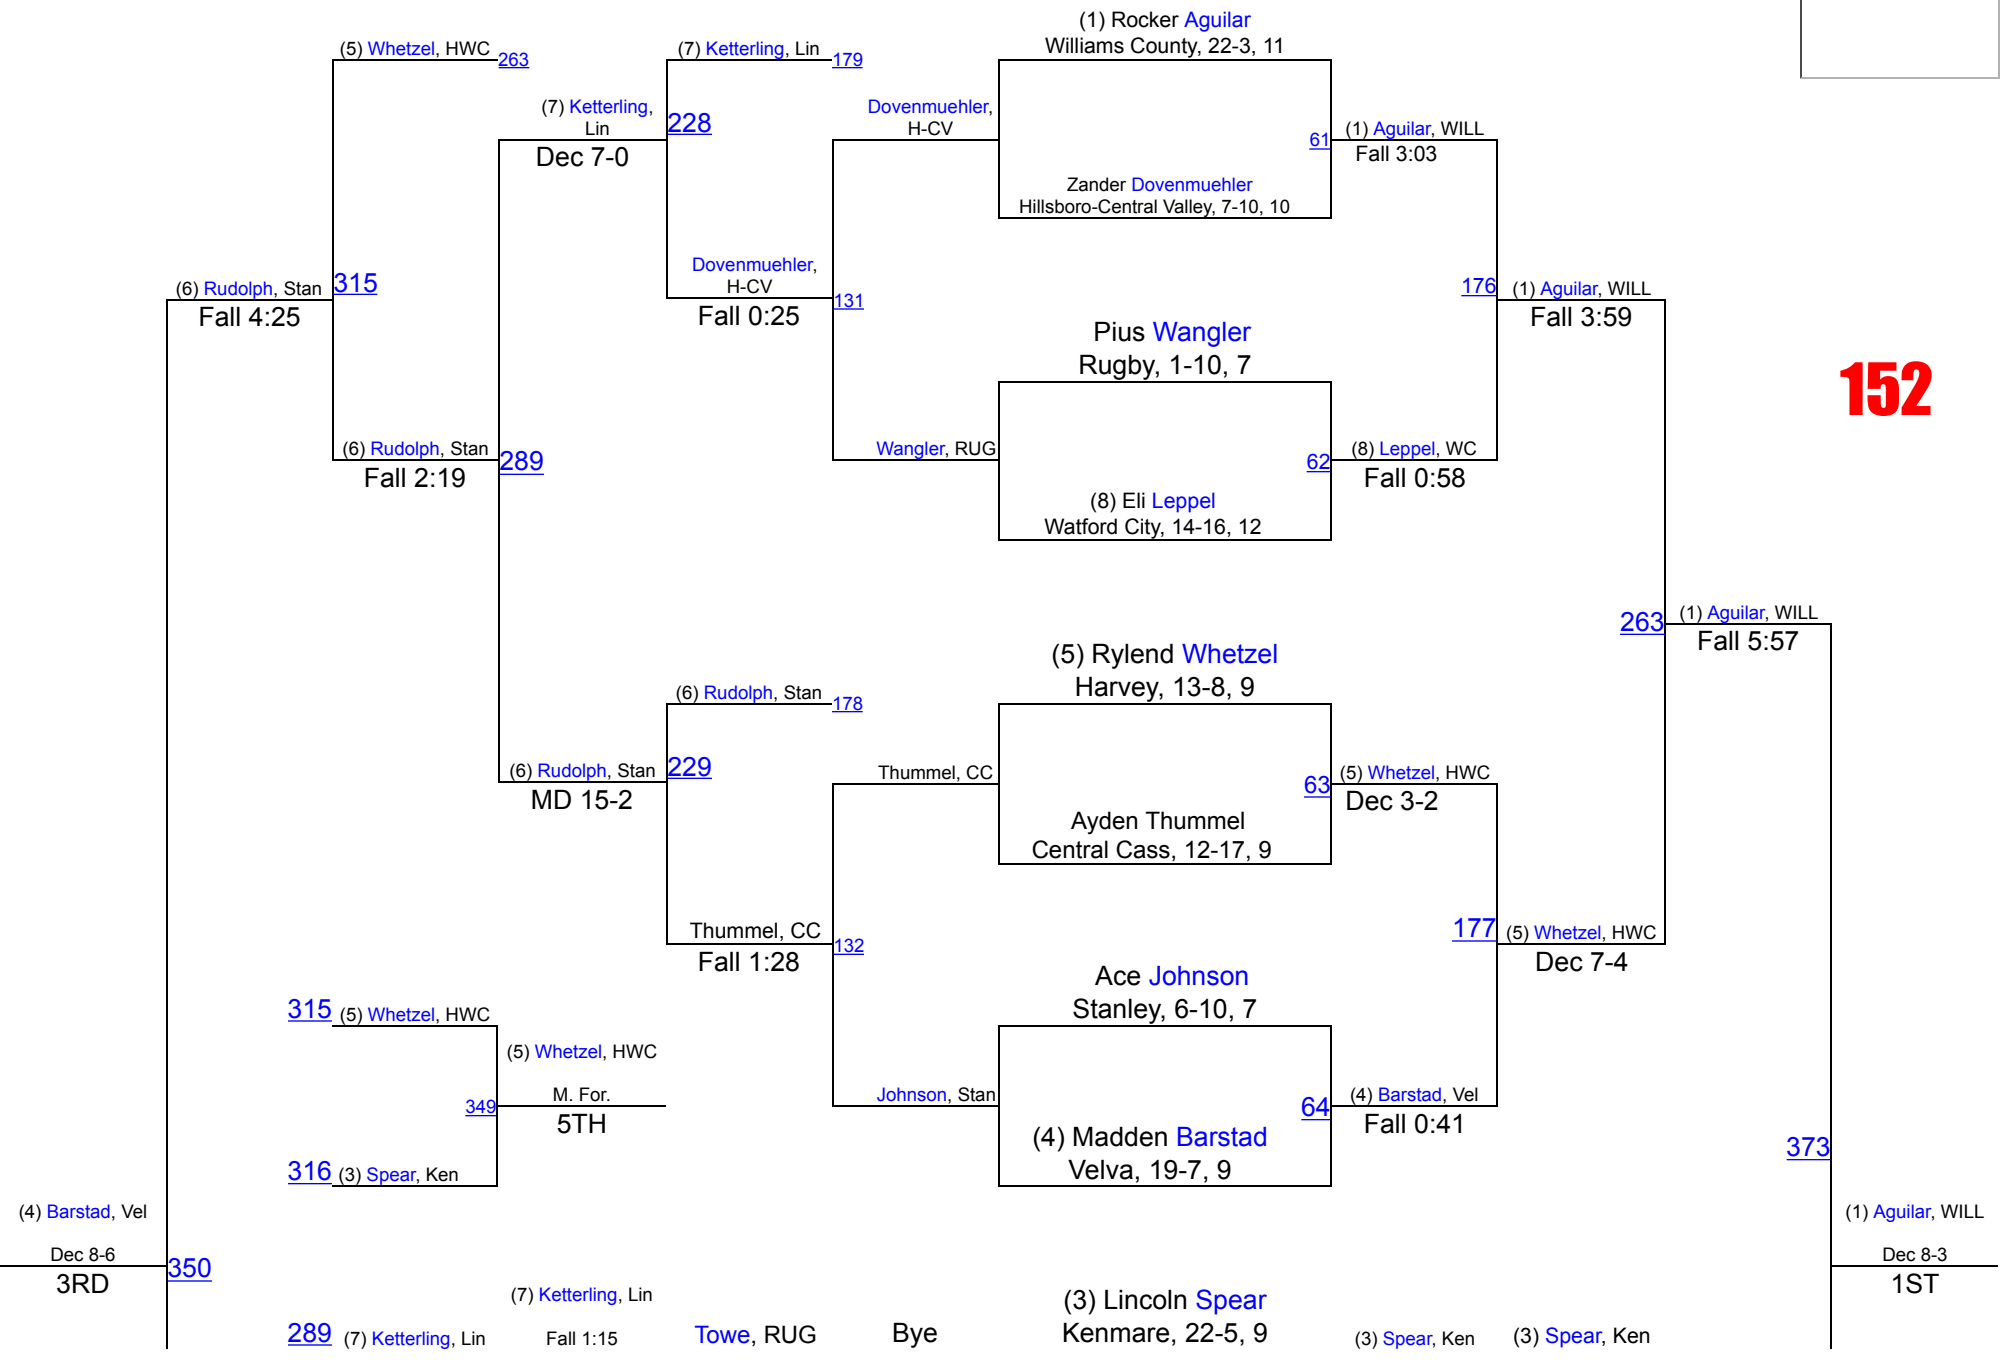 (1) Rocker Aguilar
Williams County, 22-3, 11
(5) Whetzel, HWC
263
(7) Ketterling, Lin
179
(7) Ketterling,
Lin
Dec 7-0
228
Dovenmuehler,
H-CV
61
(1) Aguilar, WILL
Fall 3:03
Zander Dovenmuehler
Hillsboro-Central Valley, 7-10, 10
(6) Rudolph, Stan
Fall 4:25
315
Dovenmuehler,
H-CV
Fall 0:25
131
176
(1) Aguilar, WILL
Fall 3:59
Pius Wangler
Rugby, 1-10, 7
152
(6) Rudolph, Stan
Fall 2:19
289
Wangler, RUG
62
(8) Leppel, WC
Fall 0:58
(8) Eli Leppel
Watford City, 14-16, 12
263
(1) Aguilar, WILL
Fall 5:57
(5) Rylend Whetzel
Harvey, 13-8, 9
(6) Rudolph, Stan
178
(6) Rudolph, Stan
MD 15-2
229
Thummel, CC
63
(5) Whetzel, HWC
Dec 3-2
Ayden Thummel
Central Cass, 12-17, 9
Thummel, CC
Fall 1:28
132
177
(5) Whetzel, HWC
Dec 7-4
Ace Johnson
Stanley, 6-10, 7
315
(5) Whetzel, HWC
(5) Whetzel, HWC
349
M. For.
5TH
Johnson, Stan
64
(4) Barstad, Vel
Fall 0:41
(4) Madden Barstad
Velva, 19-7, 9
373
316
(3) Spear, Ken
(4) Barstad, Vel
Dec 8-6
3RD
350
(1) Aguilar, WILL
Dec 8-3
1ST
(7) Ketterling, Lin
(3) Lincoln Spear
289
(7) Ketterling, Lin
Fall 1:15
Towe, RUG
Bye
Kenmare, 22-5, 9
(3) Spear, Ken
(3) Spear, Ken